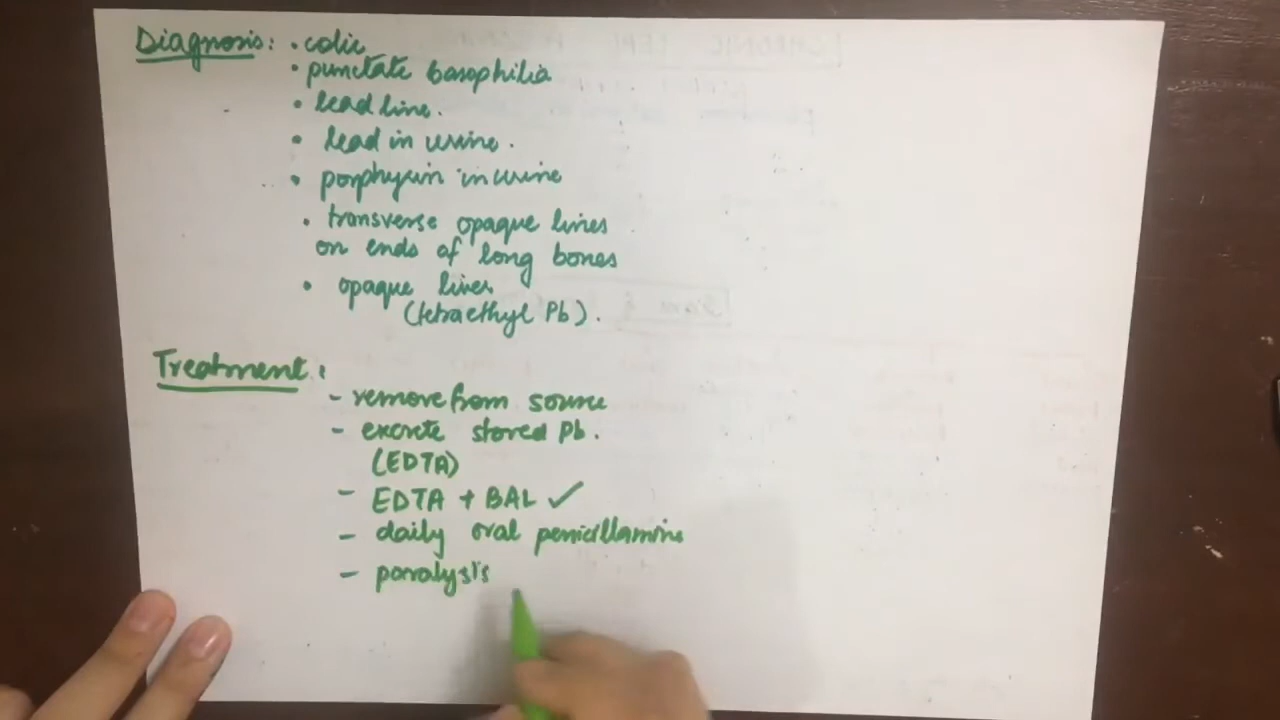 Diagnosis: • colic
• punctate basophilia
• lead line.
• lead in urine.
• porphyrin in urine
• transverse opaque lines
on ends of long bones
• opaque liver
(tetraethyl Pb).
Treatment:
- remove from source
- excrete stored Pb.
(EDTA)
- EDTA + BAL ✓
- daily oral penicillamine
- paralysis